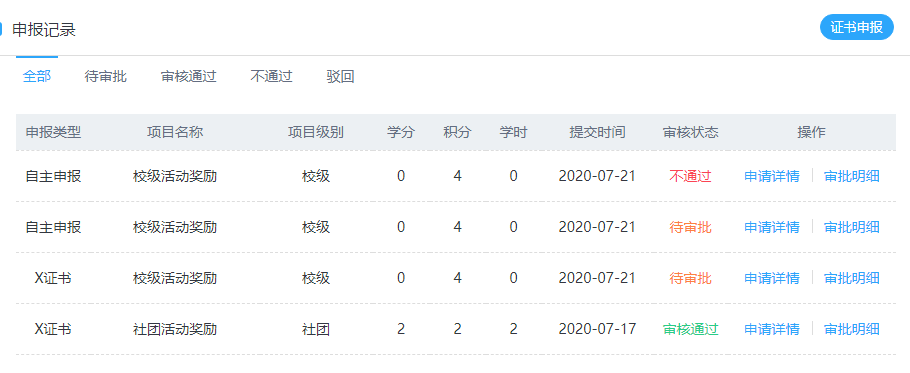 申报记录 证书申报
全部 待审批 审核通过 不通过 驳回
申报类型 项目名称 项目级别 学分 积分 学时 提交时间 审核状态 操作
自主申报 校级活动奖励 校级 0 4 0 2020-07-21 不通过 申请详情 审批明细
自主申报 校级活动奖励 校级 0 4 0 2020-07-21 待审批 申请详情 审批明细
X证书 校级活动奖励 校级 0 4 0 2020-07-21 待审批 申请详情 审批明细
X证书 社团活动奖励 社团 2 2 2 2020-07-17 审核通过 申请详情 审批明细